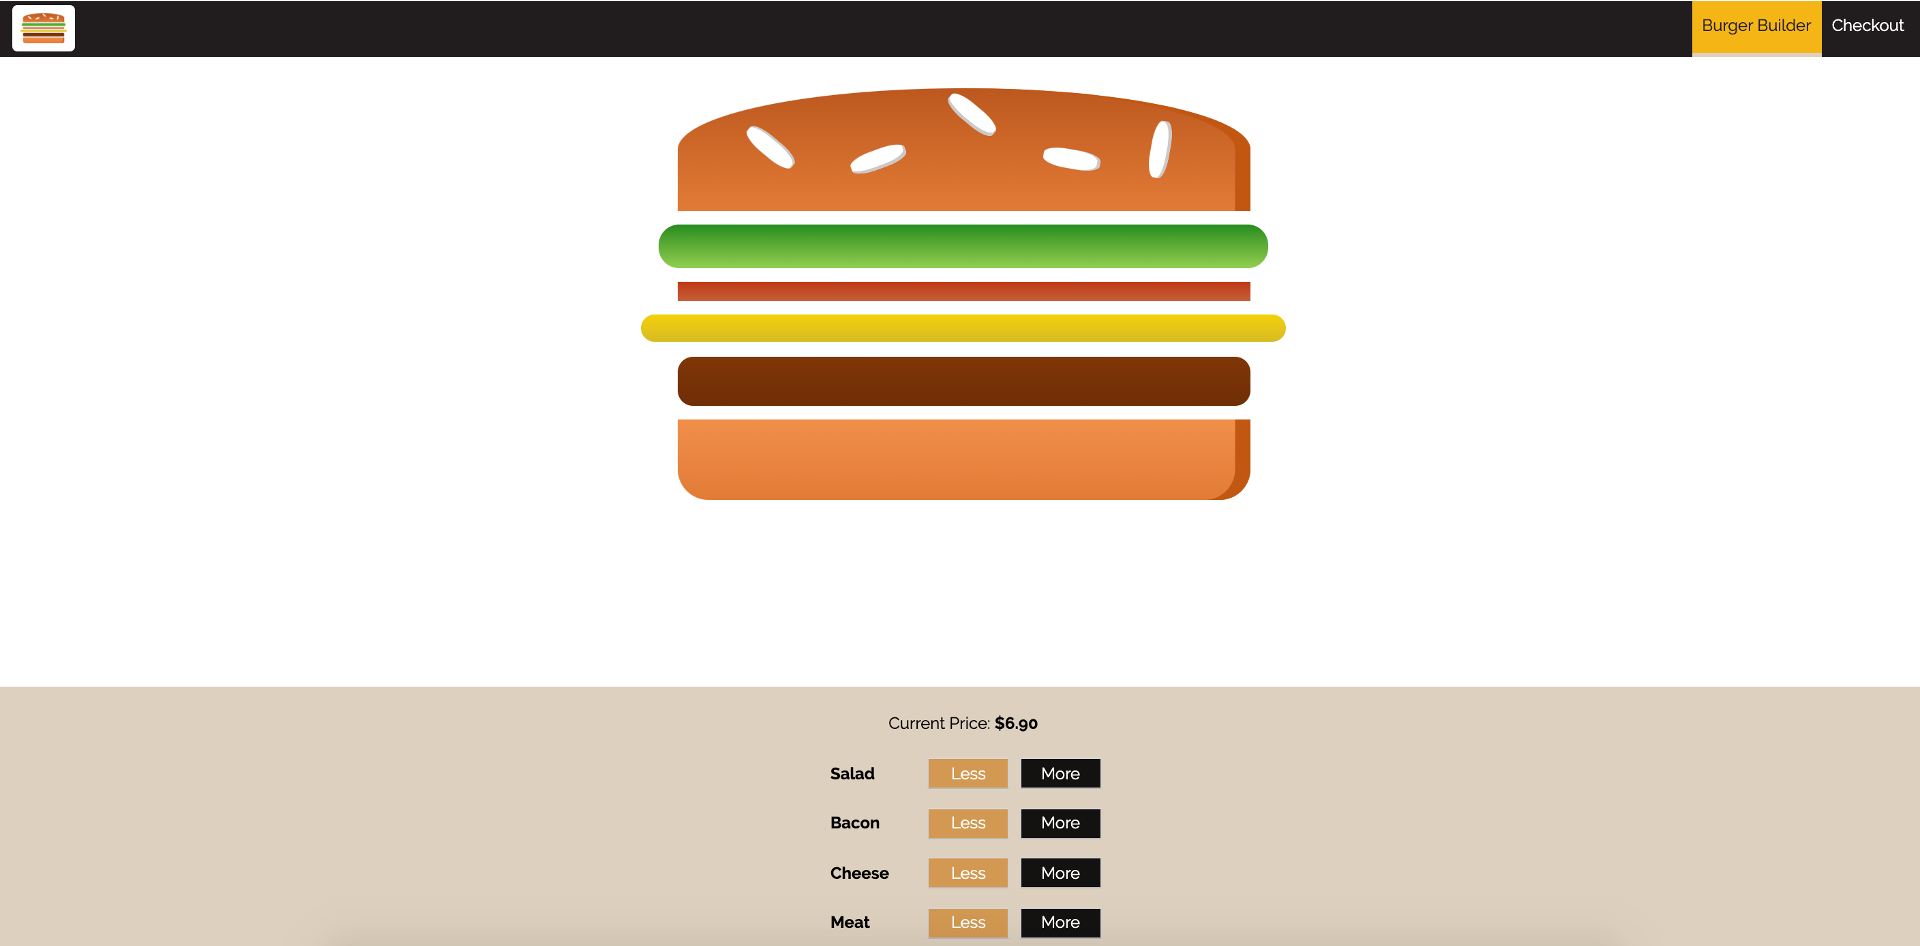 Burger Builder Checkout
Current Price: $6.90
Salad Less More
Bacon Less More
Cheese Less More
Meat Less More